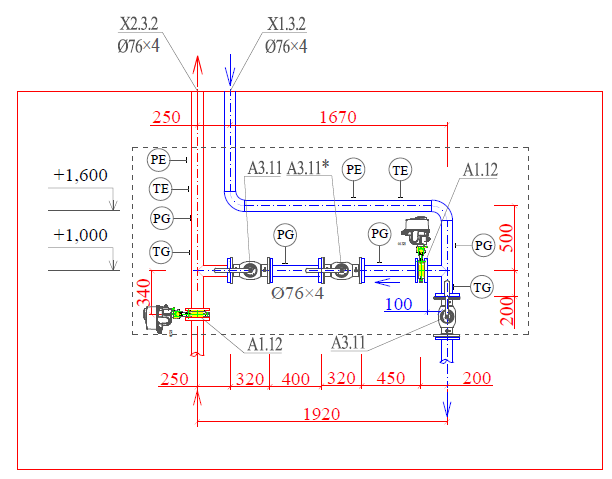 X2.3.2
X1.3.2
Ø76×4
Ø76×4
250
1670
PE
A3.11
A3.11*
PE
TE
A1.12
+1,600
TE
PG
+1,000
PG
PG
PG
500
TG
Ø76×4
TG
340
100
200
A1.12
A3.11
250
320
400
320
450
200
1920